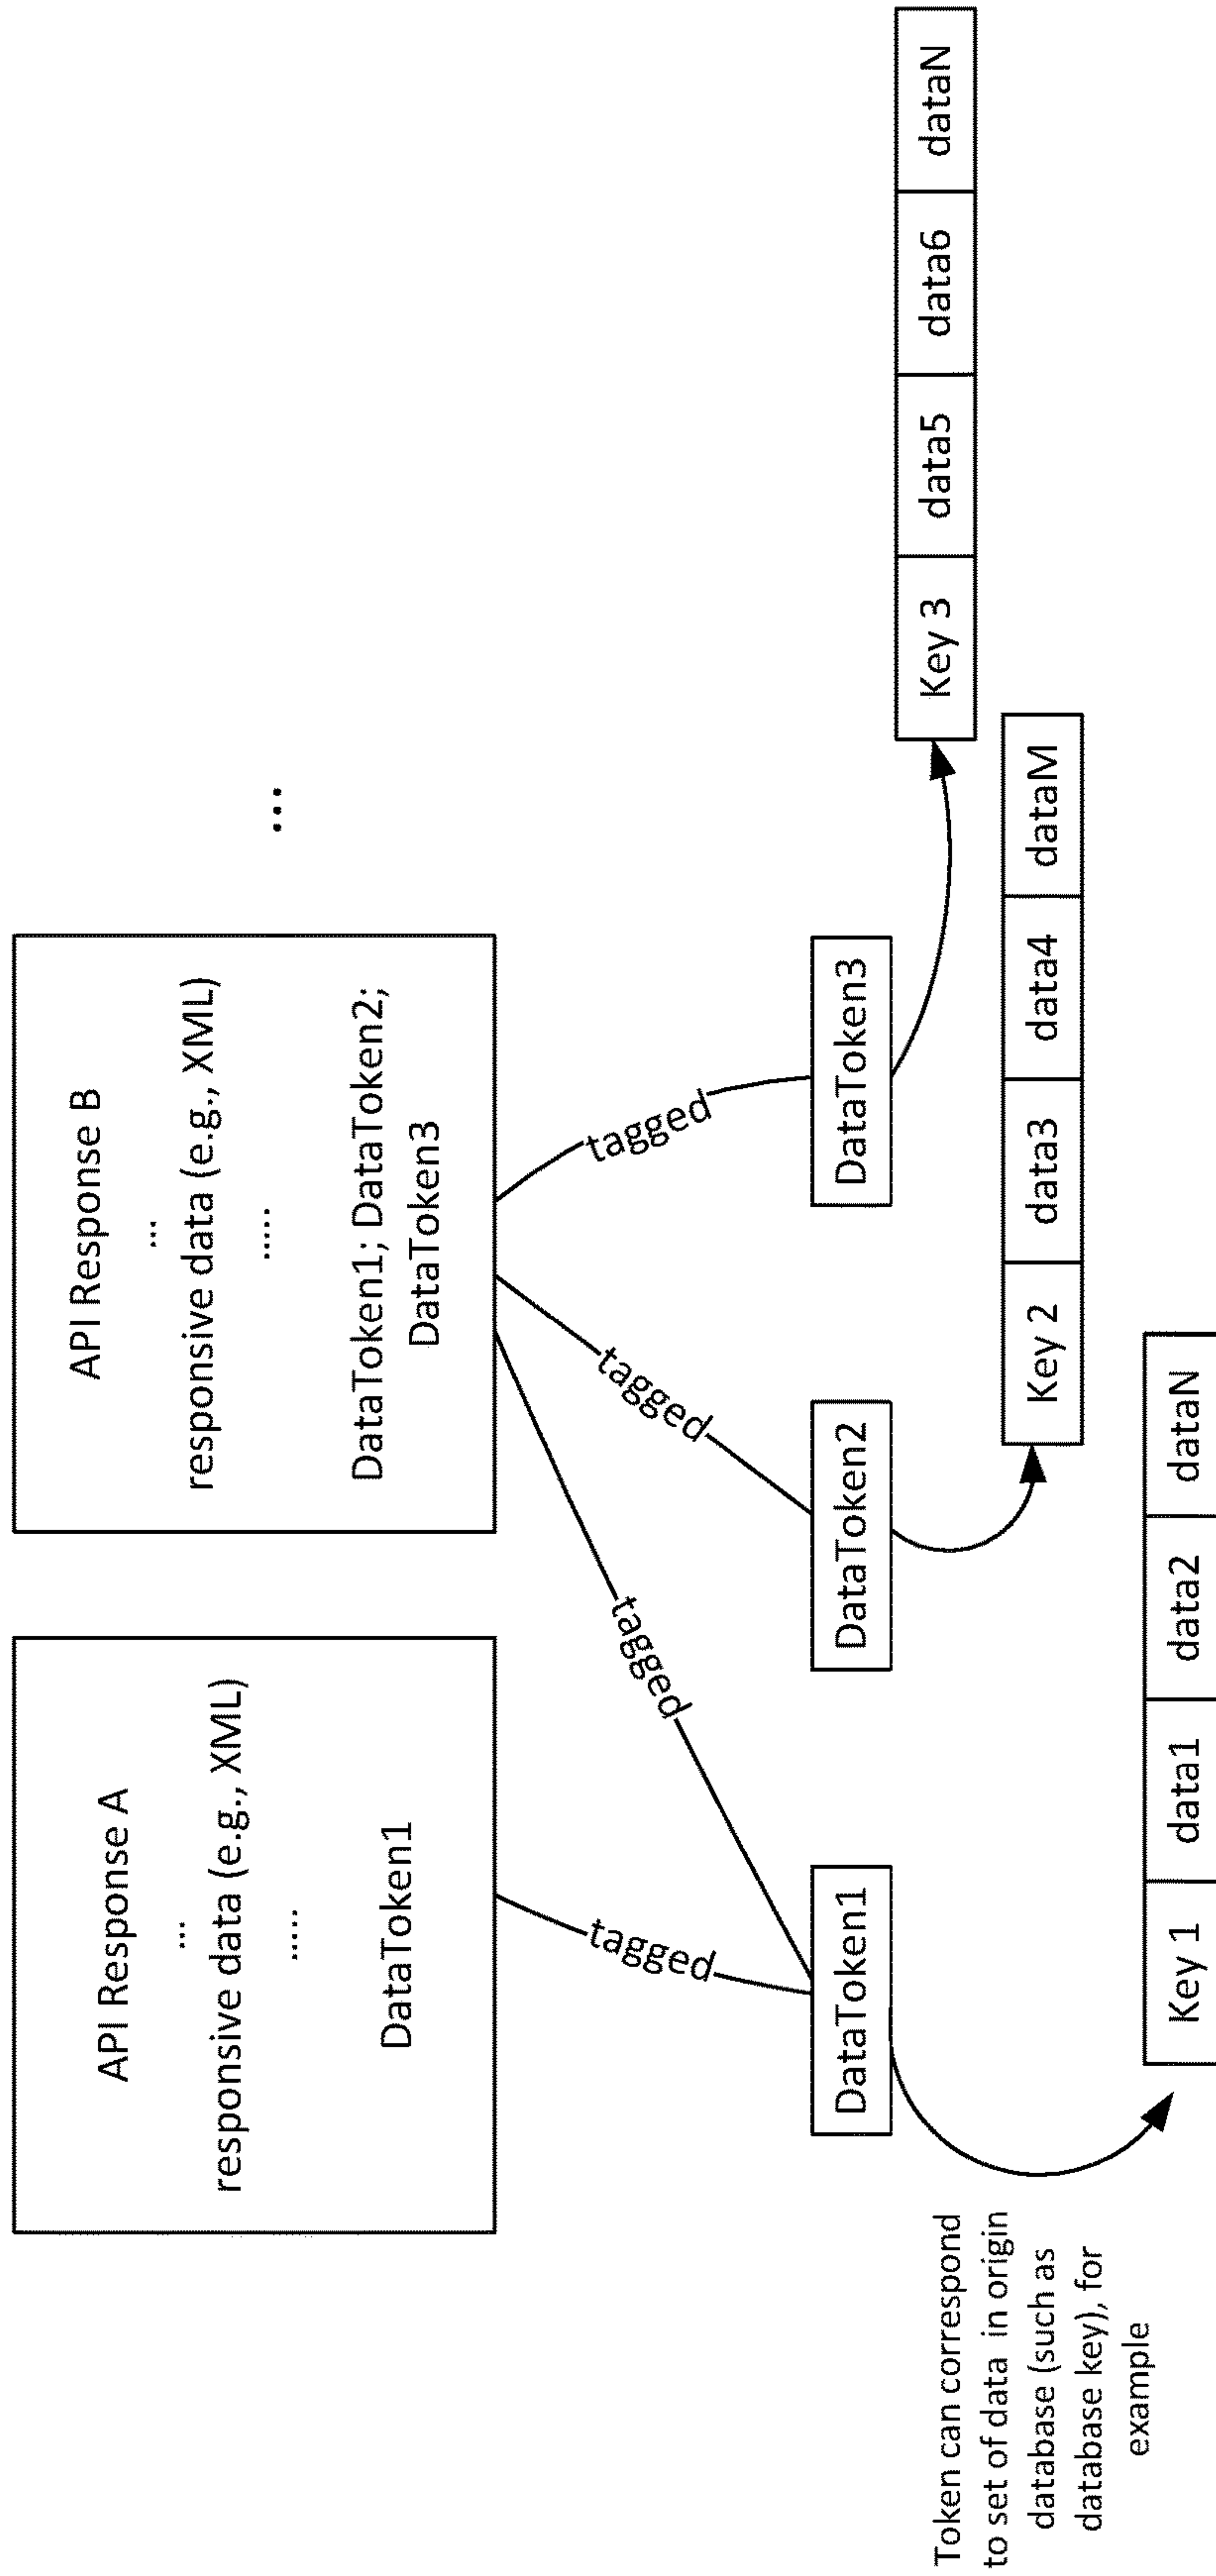 API Response A
...
responsive data (e.g., XML)
.....
DataToken1
API Response B
...
responsive data (e.g., XML)
.....
DataToken1; DataToken2;
DataToken3
...
tagged
tagged
tagged
tagged
DataToken1
DataToken2
DataToken3
Key 3
data5
data6
dataN
Key 2
data3
data4
dataM
Key 1
data1
data2
dataN
Token can correspond
to set of data in origin
database (such as
database key), for
example